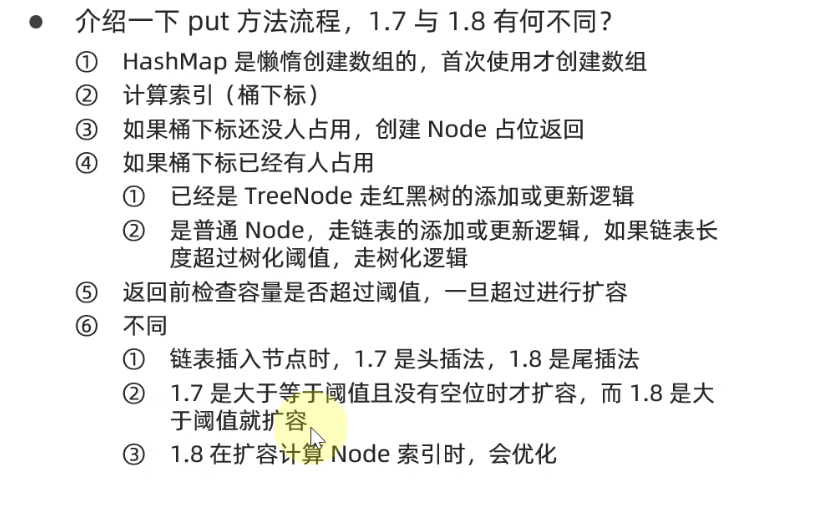 ● 介绍一下 put 方法流程，1.7 与 1.8 有何不同？
① HashMap 是懒惰创建数组的，首次使用才创建数组
② 计算索引（桶下标）
③ 如果桶下标还没人占用，创建 Node 占位返回
④ 如果桶下标已经有人占用
① 已经是 TreeNode 走红黑树的添加或更新逻辑
② 是普通 Node，走链表的添加或更新逻辑，如果链表长
度超过树化阈值，走树化逻辑
⑤ 返回前检查容量是否超过阈值，一旦超过进行扩容
⑥ 不同
① 链表插入节点时，1.7 是头插法，1.8 是尾插法
② 1.7 是大于等于阈值且没有空位时才扩容，而 1.8 是大
于阈值就扩容
③ 1.8 在扩容计算 Node 索引时，会优化